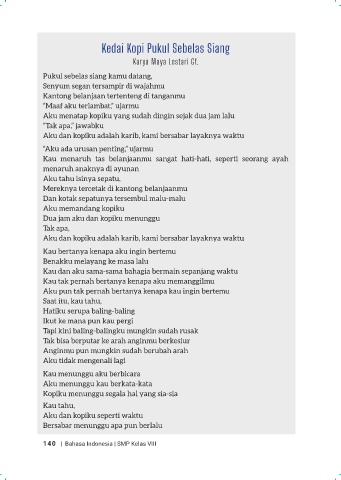 Kedai Kopi Pukul Sebelas Siang
Karya Maya Lestari Gf.
Pukul sebelas siang kamu datang,
Senyum segan tersampir di wajahmu
Kantong belanjaan tertenteng di tanganmu
"Maaf aku terlambat," ujarmu
Aku menatap kopiku yang sudah dingin sejak dua jam lalu
"Tak apa," jawabku
Aku dan kopiku adalah karib, kami bersabar layaknya waktu
"Aku ada urusan penting," ujarmu
Kau menaruh tas belanjaanmu sangat hati-hati, seperti seorang ayah
menaruh anaknya di ayunan
Aku tahu isinya sepatu,
Mereknya tercetak di kantong belanjaanmu
Dan kotak sepatunya tersembul malu-malu
Aku memandang kopiku
Dua jam aku dan kopiku menunggu
Tak apa,
Aku dan kopiku adalah karib, kami bersabar layaknya waktu
Kau bertanya kenapa aku ingin bertemu
Benakku melayang ke masa lalu
Kau dan aku sama-sama bahagia bermain sepanjang waktu
Kau tak pernah bertanya kenapa aku memanggilmu
Aku pun tak pernah bertanya kenapa kau ingin bertemu
Saat itu, kau tahu,
Hatiku serupa baling-baling
Ikut ke mana pun kau pergi
Tapi kini baling-balingku mungkin sudah rusak
Tak bisa berputar ke arah anginmu berkesiur
Anginmu pun mungkin sudah berubah arah
Aku tidak mengenali lagi
Kau menunggu aku berbicara
Aku menunggu kau berkata-kata
Kopiku menunggu segala hal yang sia-sia
Kau tahu,
Aku dan kopiku seperti waktu
Bersabar menunggu apa pun berlalu
140 | Bahasa Indonesia | SMP Kelas VIII